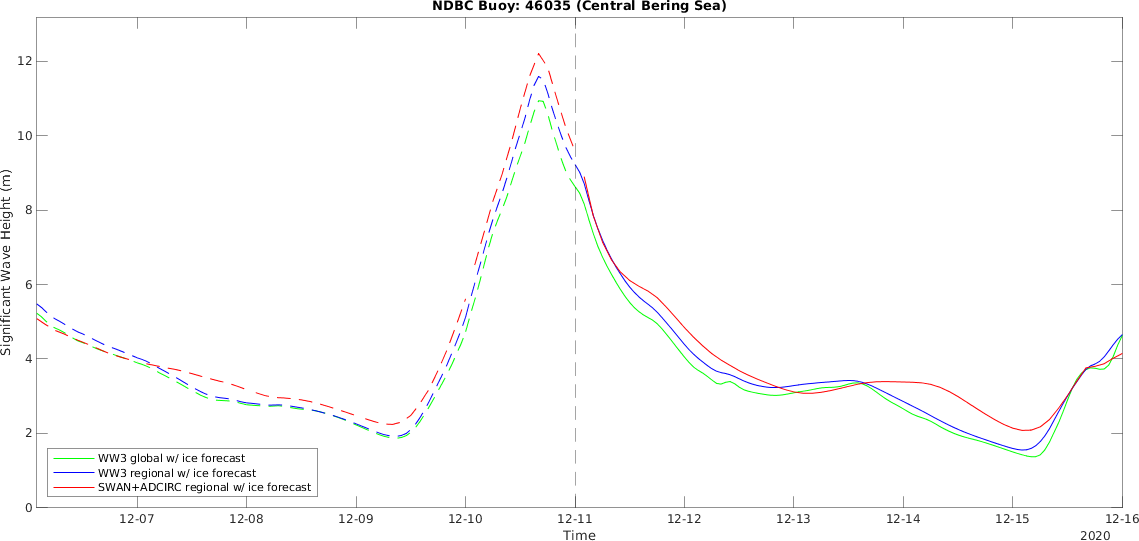 NDBC Buoy: 46035 (Central Bering Sea)
12
10
8
6
4
2
0
Significant Wave Height (m)
WW3 global w/ ice forecast
WW3 regional w/ ice forecast
SWAN+ADCIRC regional w/ ice forecast
12-07 12-08 12-09 12-10 12-11 12-12 12-13 12-14 12-15 12-16
Time
2020